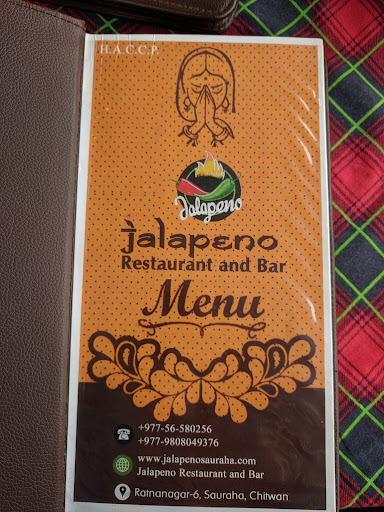 H.A.C.C.P.
Jalapeno
Jalapeno
Restaurant and Bar
Menu
+977-56-580256
+977-9808049376
www.jalapenosauraha.com
Jalapeno Restaurant and Bar
Ratnanagar-6, Sauraha, Chitwan